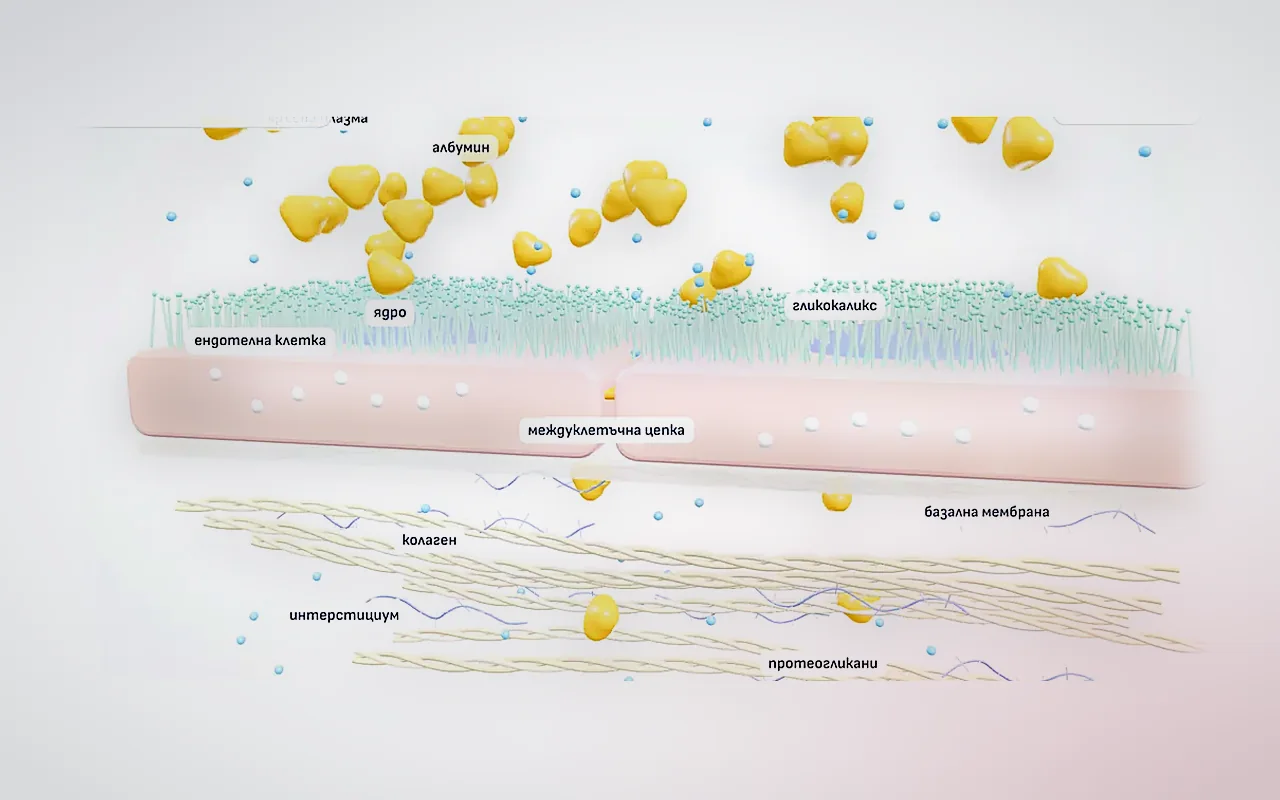 албумин
ядро
гликокаликс
ендотелна клетка
междуклетъчна цепка
базална мембрана
колаген
интерстициум
протеогликани